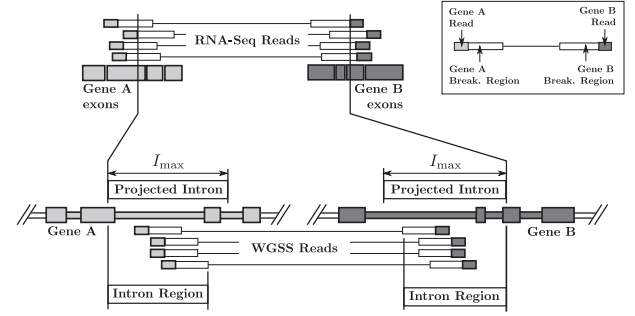 RNA-Seq Reads
Gene A
exons
Gene B
exons
Gene A
Read
Gene B
Read
Gene A
Break. Region
Gene B
Break. Region
I_max
I_max
Projected Intron
Projected Intron
Gene A
Gene B
WGSS Reads
Intron Region
Intron Region